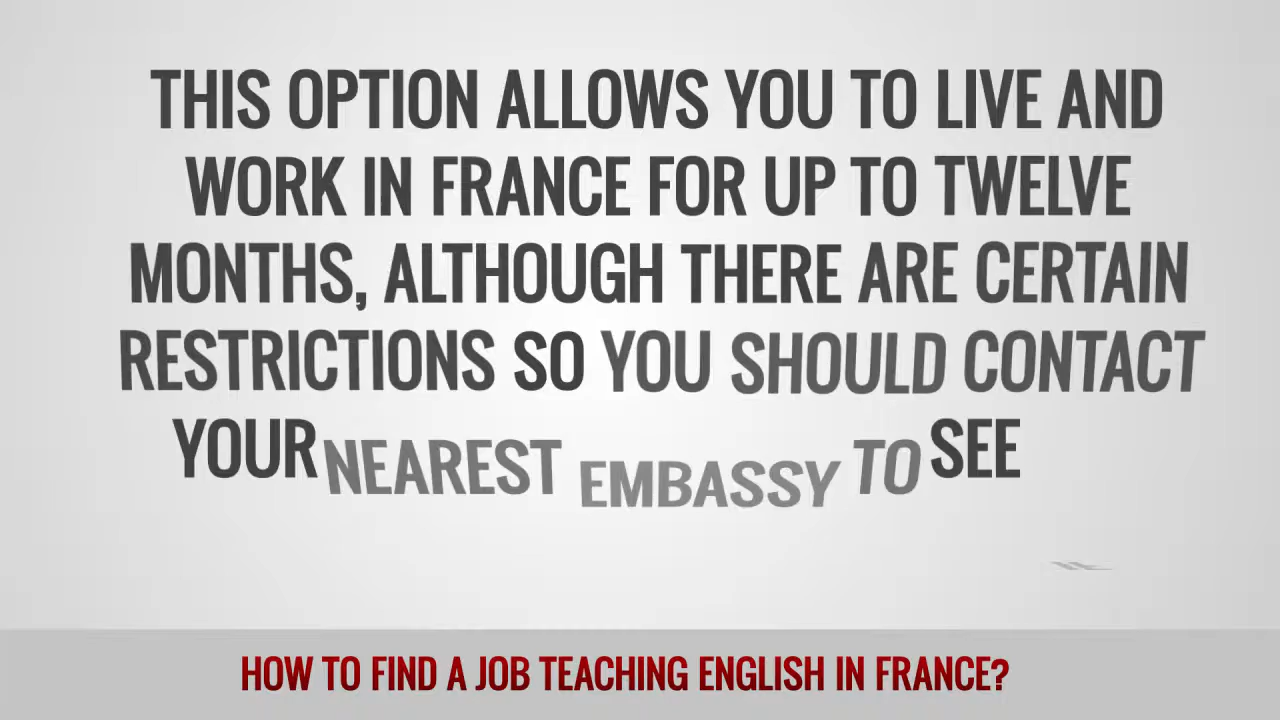 THIS OPTION ALLOWS YOU TO LIVE AND
WORK IN FRANCE FOR UP TO TWELVE
MONTHS, ALTHOUGH THERE ARE CERTAIN
RESTRICTIONS SO YOU SHOULD CONTACT
YOUR NEAREST EMBASSY TO SEE
HOW TO FIND A JOB TEACHING ENGLISH IN FRANCE?